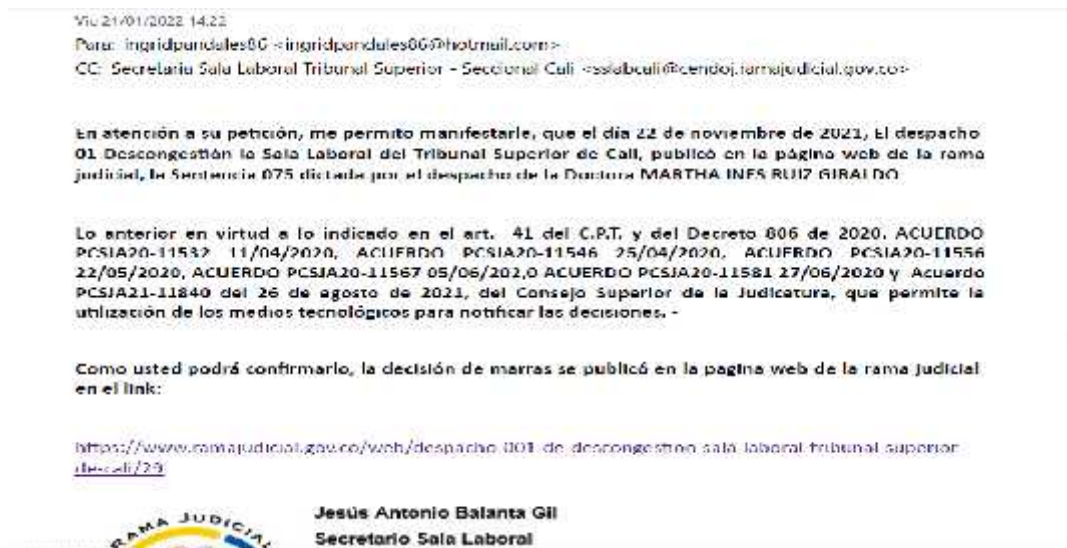 Vie 21/01/2022 14:22
Para: ingridpandales86 <ingridpandales86@hotmail.com>
CC: Secretaria Sala Laboral Tribunal Superior - Seccional Cali <sslabcali@cendoj.ramajudicial.gov.co>
En atención a su petición, me permito manifestarle, que el día 22 de noviembre de 2021, El despacho
01 Descongestión la Sala Laboral del Tribunal Superior de Cali, publicó en la página web de la rama
judicial, la Sentencia 075 dictada por el despacho de la Doctora MARTHA INES RUIZ GIRALDO
Lo anterior en virtud a lo indicado en el art. 41 del C.P.T. y del Decreto 806 de 2020, ACUERDO
PCSJA20-11532 11/04/2020, ACUERDO PCSJA20-11546 25/04/2020, ACUERDO PCSJA20-11556
22/05/2020, ACUERDO PCSJA20-11567 05/06/202,0 ACUERDO PCSJA20-11581 27/06/2020 y Acuerdo
PCSJA21-11840 del 26 de agosto de 2021, del Consejo Superior de la Judicatura, que permite la
utilización de los medios tecnológicos para notificar las decisiones. -
Como usted podrá confirmarlo, la decisión de marras se publicó en la pagina web de la rama judicial
en el link:
https://www.ramajudicial.gov.co/web/despacho-001-de-descongestion-sala-laboral-tribunal-superior-
de-cali/29
RAMA JUDICIAL
Jesús Antonio Balanta Gil
Secretario Sala Laboral